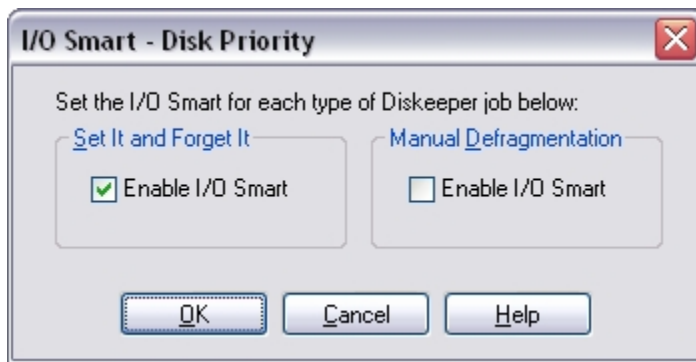 I/O Smart - Disk Priority
Set the I/O Smart for each type of Diskeeper job below:
Set It and Forget It
Enable I/O Smart
Manual Defragmentation
Enable I/O Smart
OK
Cancel
Help